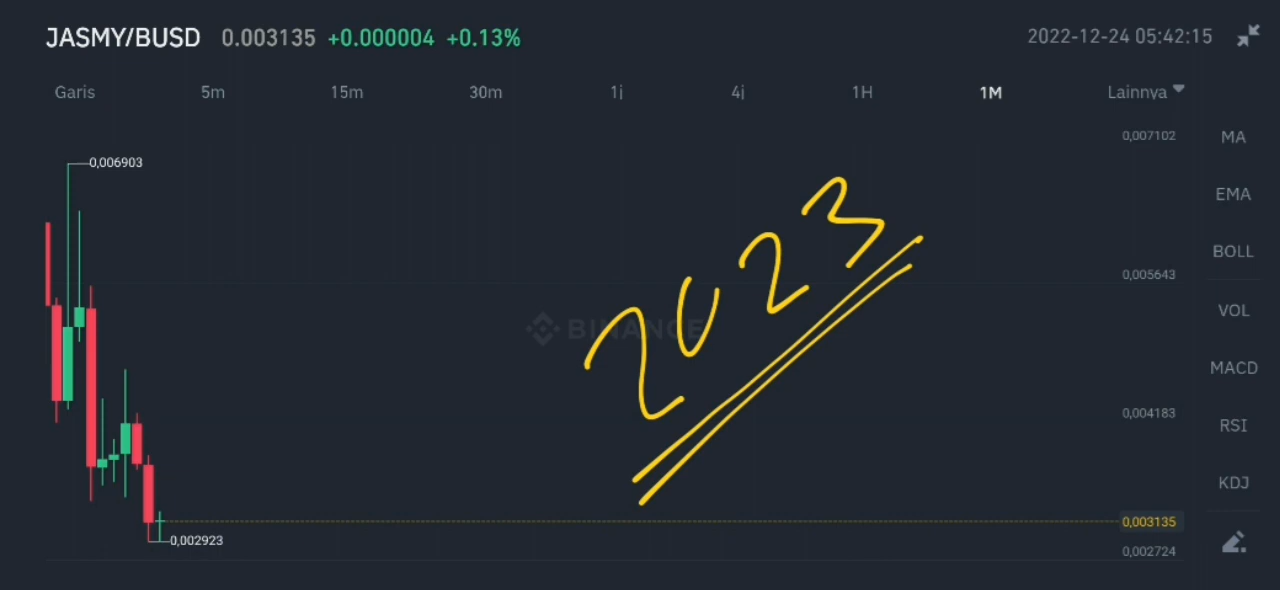 JASMY/BUSD 0.003135 +0.000004 +0.13% 2022-12-24 05:42:15
Garis 5m 15m 30m 1j 4j 1H 1M Lainnya
0,007102
MA
0,006903
EMA
BOLL
0,005643
VOL
BINANCE
2023
MACD
0,004183
RSI
KDJ
0,003135
0,002923
0,002724